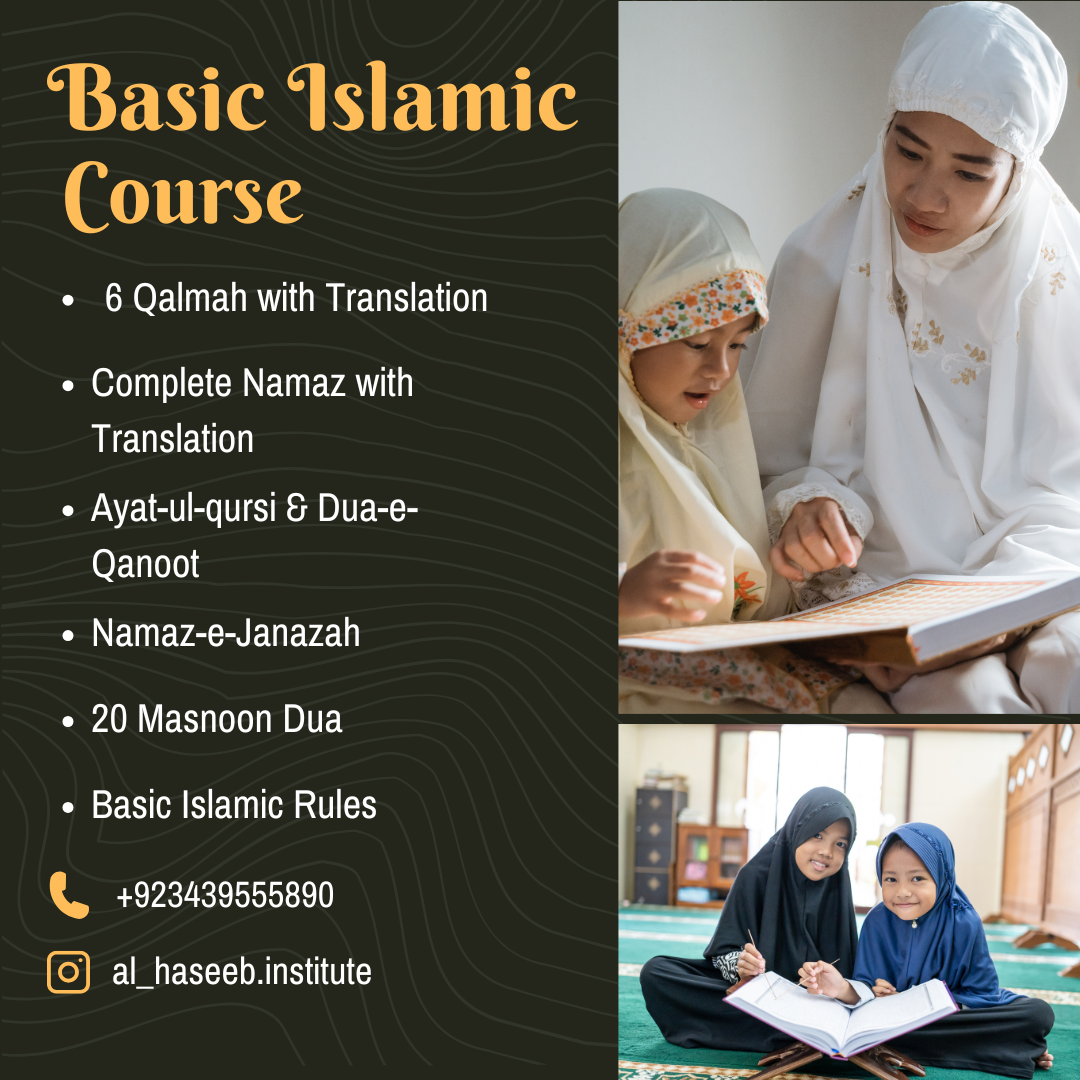 Basic Islamic
Course
• 6 Qalmah with Translation
• Complete Namaz with
Translation
• Ayat-ul-qursi & Dua-e-
Qanoot
• Namaz-e-Janazah
• 20 Masnoon Dua
• Basic Islamic Rules
+923439555890
al_haseeb.institute